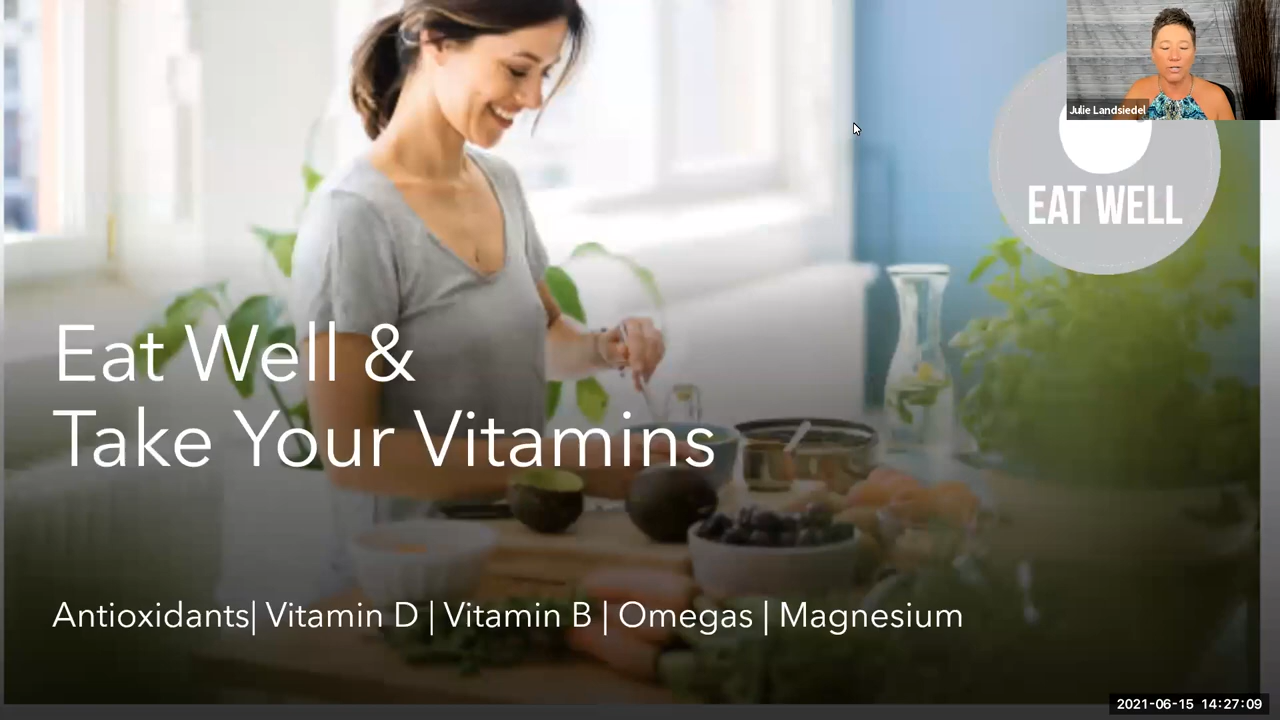 Julie Landsiedel
EAT WELL
Eat Well &
Take Your Vitamins
Antioxidants| Vitamin D | Vitamin B | Omegas | Magnesium
2021-06-15 14:27:09